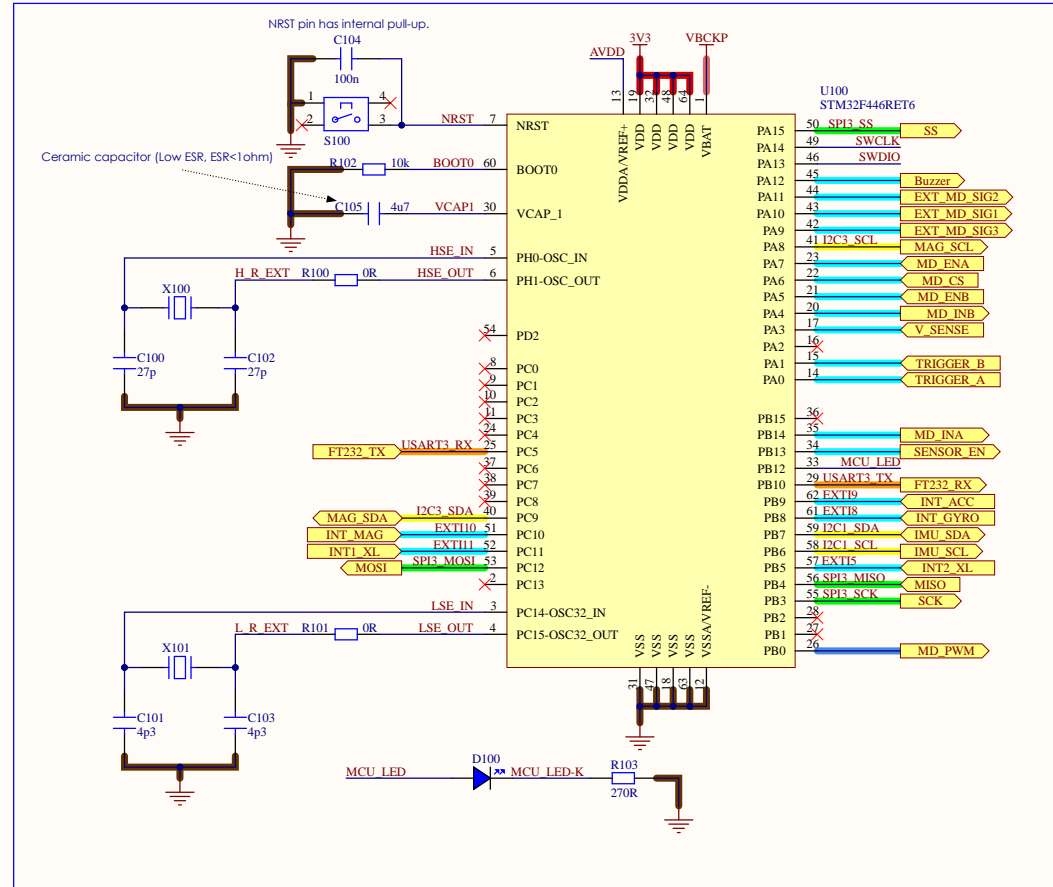 NRST pin has internal pull-up.
C104
100n
1
4
2
3
S100
NRST
7
NRST
Ceramic capacitor (Low ESR, ESR<1ohm)
R102
10k
BOOT0
60
BOOT0
C105
4u7
VCAP1
30
VCAP_1
HSE_IN
5
PH0-OSC_IN
H_R_EXT
R100
0R
HSE_OUT
6
PH1-OSC_OUT
X100
C100
27p
C102
27p
54
PD2
8
PC0
9
PC1
10
PC2
11
PC3
24
PC4
FT232_TX
USART3_RX
25
PC5
37
PC6
38
PC7
39
PC8
MAG_SDA
I2C3_SDA
40
PC9
INT_MAG
EXTI10
51
PC10
INT1_XL
EXTI11
52
PC11
MOSI
SPI3_MOSI
53
PC12
2
PC13
LSE_IN
3
PC14-OSC32_IN
L_R_EXT
R101
0R
LSE_OUT
4
PC15-OSC32_OUT
X101
C101
4p3
C103
4p3
AVDD
3V3
VBCKP
13
19
32
48
64
1
VDDA/VREF+
VDD
VDD
VDD
VDD
VBAT
U100
STM32F446RET6
PA15
50
SPI3_SS
SS
PA14
49
SWCLK
PA13
46
SWDIO
PA12
45
Buzzer
PA11
44
EXT_MD_SIG2
PA10
43
EXT_MD_SIG1
PA9
42
EXT_MD_SIG3
PA8
41
I2C3_SCL
MAG_SCL
PA7
23
MD_ENA
PA6
22
MD_CS
PA5
21
MD_ENB
PA4
20
MD_INB
PA3
17
V_SENSE
PA2
16
PA1
15
TRIGGER_B
PA0
14
TRIGGER_A
PB15
36
PB14
35
MD_INA
PB13
34
SENSOR_EN
PB12
33
MCU_LED
PB10
29
USART3_TX
FT232_RX
PB9
62
EXTI9
INT_ACC
PB8
61
EXTI8
INT_GYRO
PB7
59
I2C1_SDA
IMU_SDA
PB6
58
I2C1_SCL
IMU_SCL
PB5
57
EXTI5
INT2_XL
PB4
56
SPI3_MISO
MISO
PB3
55
SPI3_SCK
SCK
PB2
28
PB1
27
PB0
26
MD_PWM
VSS
VSS
VSS
VSS
VSSA/VREF-
31
47
18
63
12
MCU_LED
D100
MCU_LED-K
R103
270R